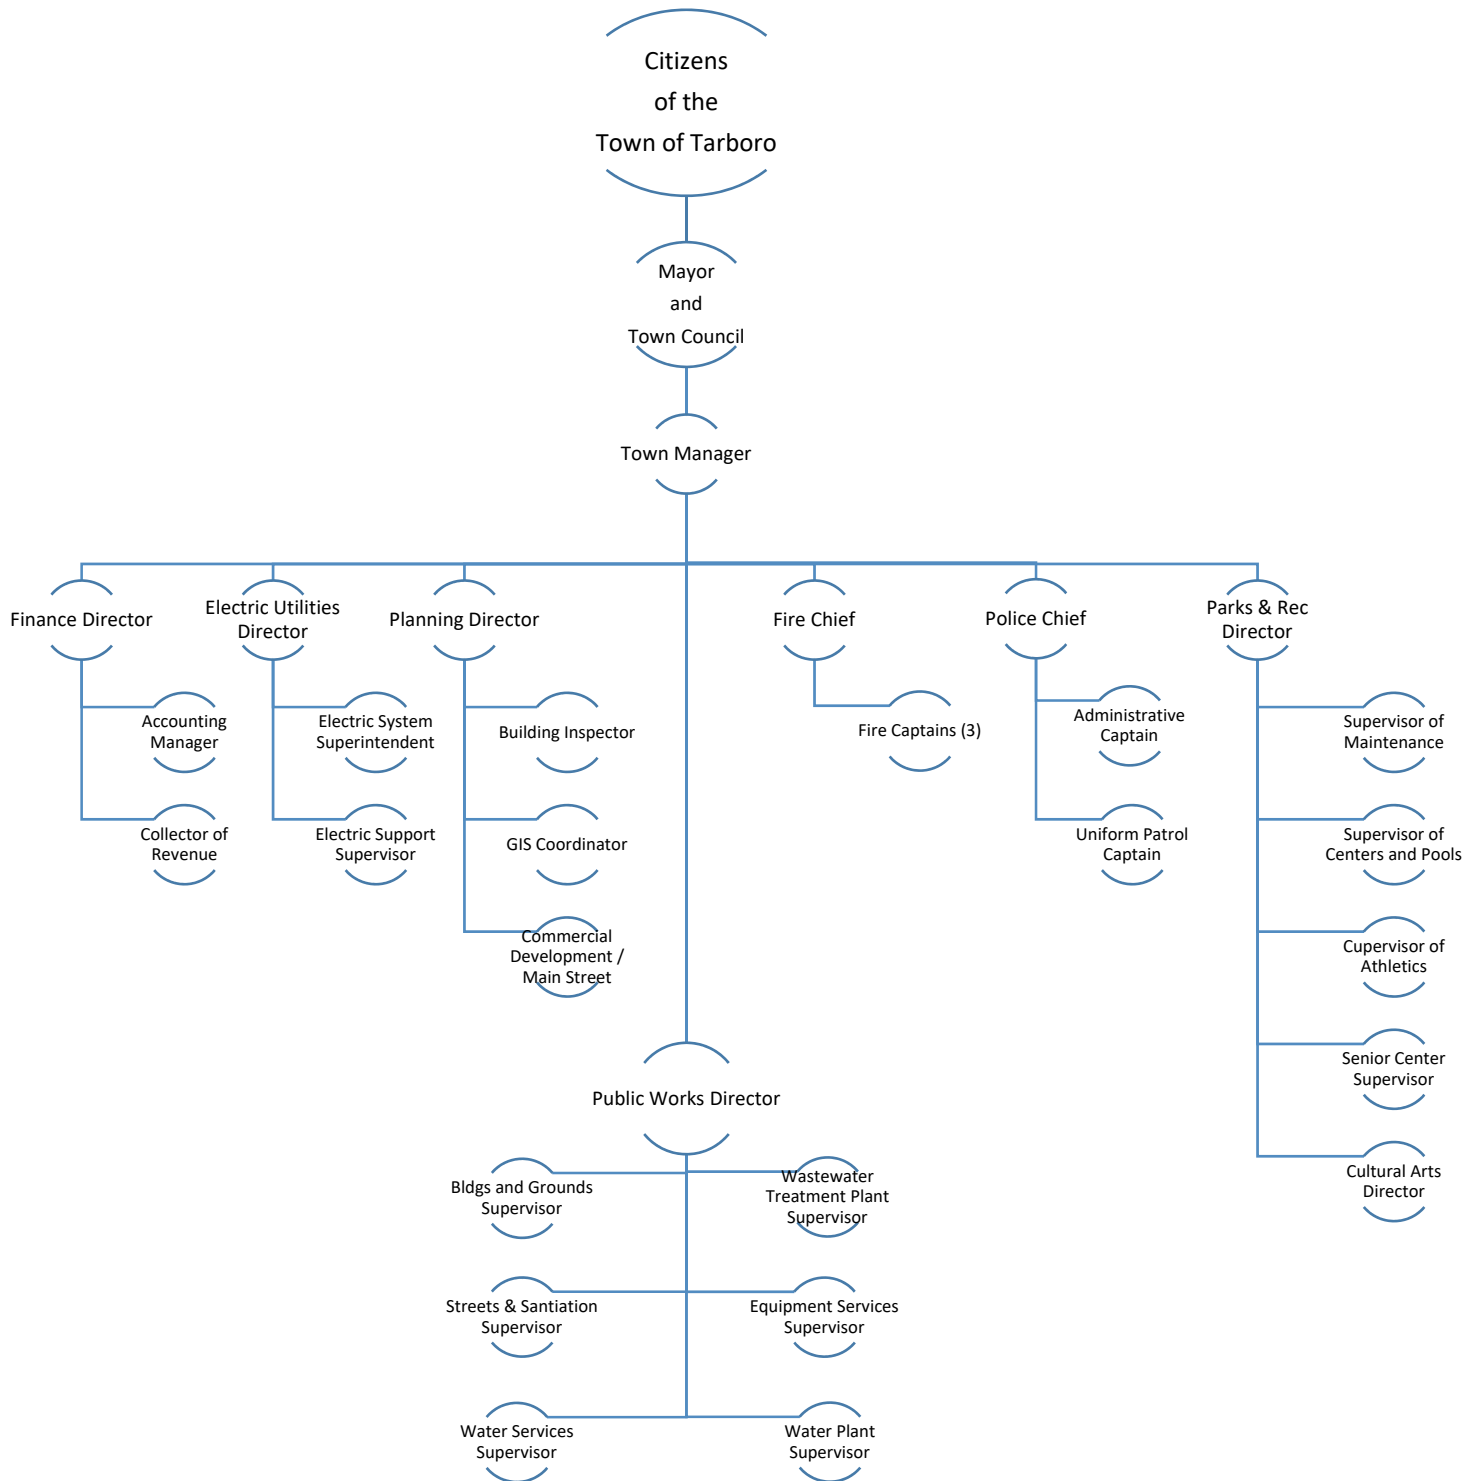 Citizens
of the
Town of Tarboro
Mayor
and
Town Council
Town Manager
Finance Director
Electric Utilities
Director
Planning Director
Fire Chief
Police Chief
Parks & Rec
Director
Accounting
Manager
Collector of
Revenue
Electric System
Superintendent
Electric Support
Supervisor
Building Inspector
GIS Coordinator
Commercial
Development /
Main Street
Fire Captains (3)
Administrative
Captain
Uniform Patrol
Captain
Supervisor of
Maintenance
Supervisor of
Centers and Pools
Cupervisor of
Athletics
Senior Center
Supervisor
Cultural Arts
Director
Public Works Director
Bldgs and Grounds
Supervisor
Wastewater
Treatment Plant
Supervisor
Streets & Santiation
Supervisor
Equipment Services
Supervisor
Water Services
Supervisor
Water Plant
Supervisor